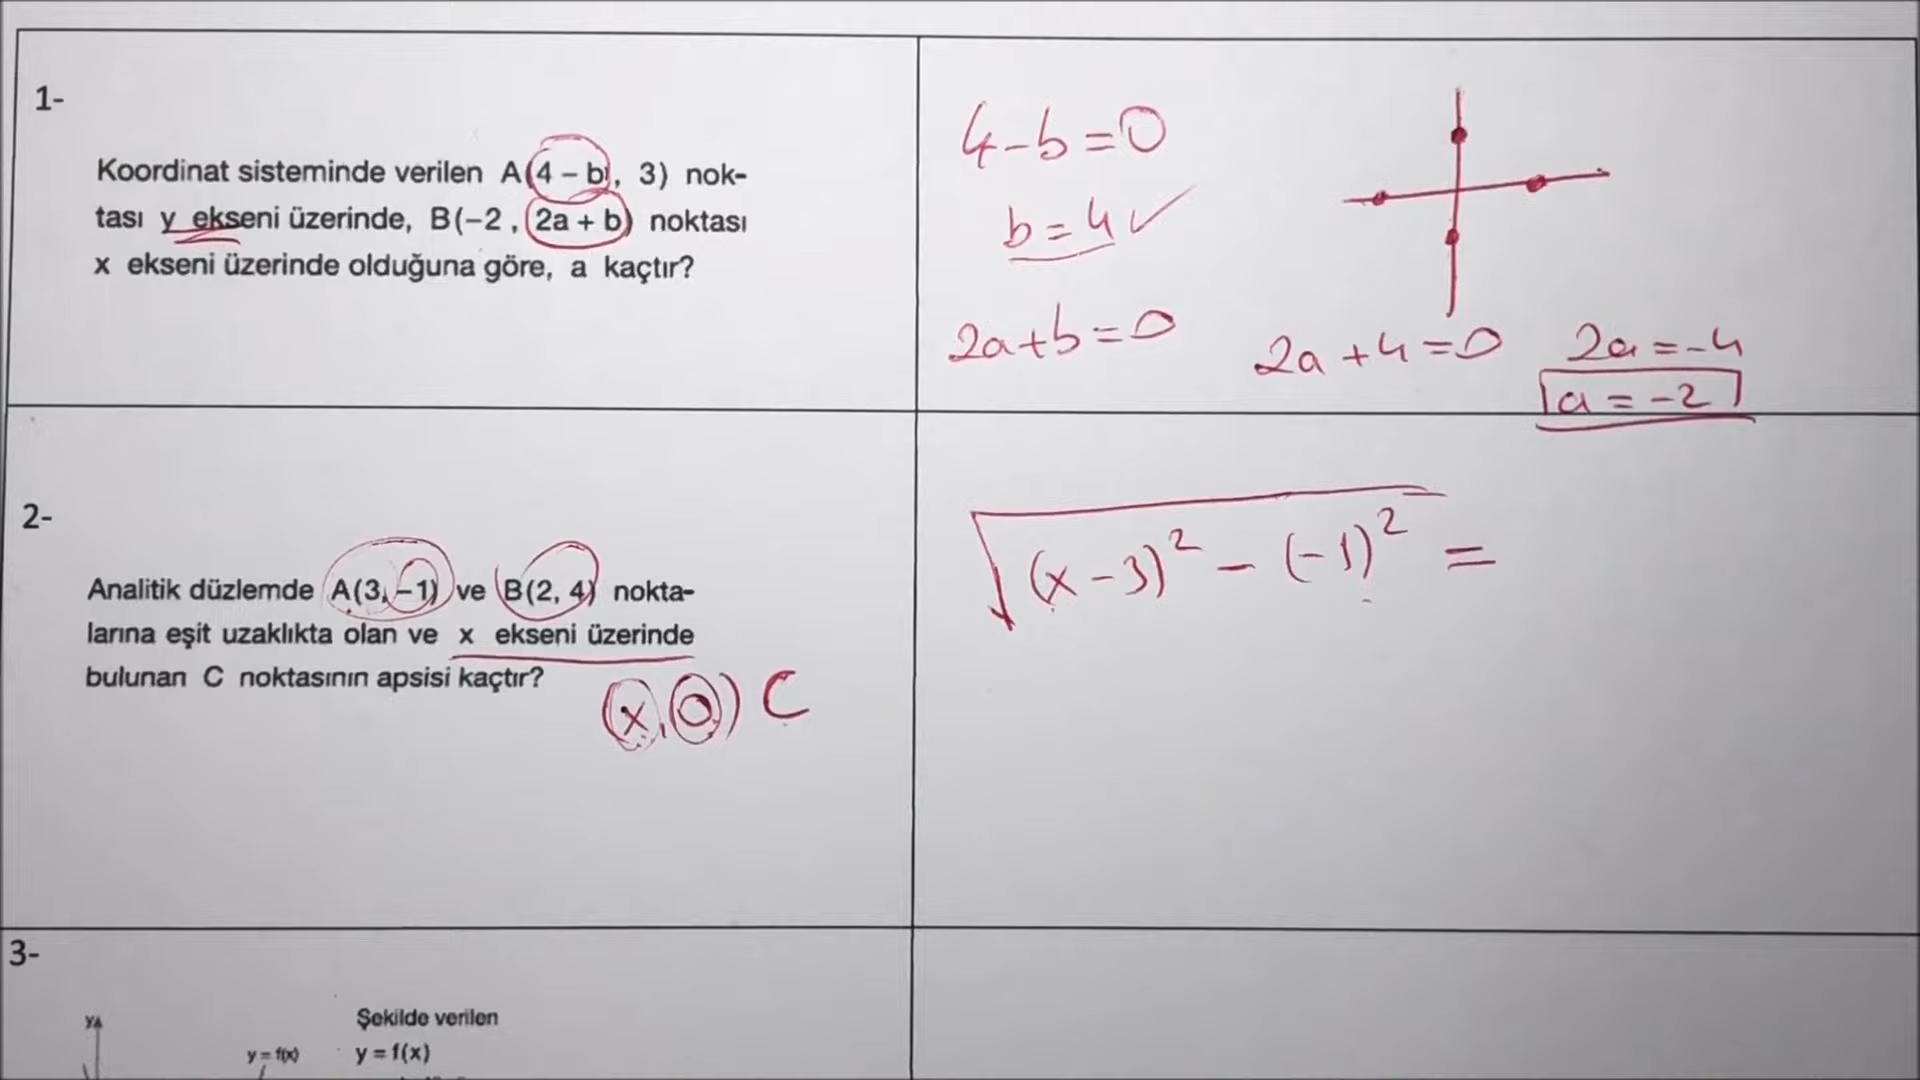 1-
Koordinat sisteminde verilen A(4 – b, 3) nok-
tası y ekseni üzerinde, B(–2 , 2a + b) noktası
x ekseni üzerinde olduğuna göre, a kaçtır?
4-b=0
b=4
2a+b=0
2a+4=0
2a=-4
a=-2
2-
Analitik düzlemde A(3, –1) ve B(2, 4) nokta-
larına eşit uzaklıkta olan ve x ekseni üzerinde
bulunan C noktasının apsisi kaçtır?
(x,0) C
√(x-3)² - (-1)² =
3-
y
y = f(x)
Şekilde verilen
y = f(x)